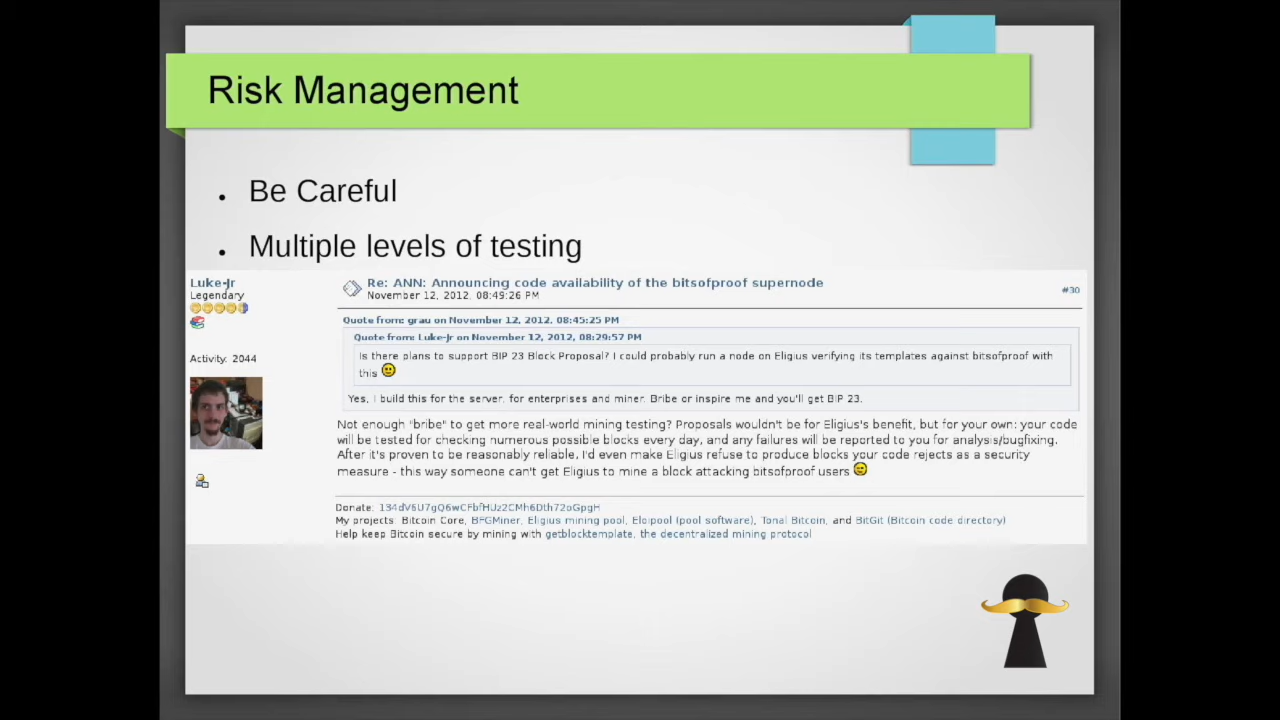 Risk Management
Be Careful
Multiple levels of testing
Luke-Jr
Legendary
Activity: 2044
Re: ANN: Announcing code availability of the bitsofproof supernode
November 12, 2012, 08:49:26 PM
#30
Quote from: grau on November 12, 2012, 08:45:25 PM
Quote from: Luke-Jr on November 12, 2012, 08:29:57 PM
Is there plans to support BIP 23 Block Proposal? I could probably run a node on Eligius verifying its templates against bitsofproof with
this
Yes, I build this for the server, for enterprises and miner. Bribe or inspire me and you'll get BIP 23.
Not enough "bribe" to get more real-world mining testing? Proposals wouldn't be for Eligius's benefit, but for your own: your code
will be tested for checking numerous possible blocks every day, and any failures will be reported to you for analysis/bugfixing.
After it's proven to be reasonably reliable, I'd even make Eligius refuse to produce blocks your code rejects as a security
measure - this way someone can't get Eligius to mine a block attacking bitsofproof users
Donate:
My projects: Bitcoin Core, BFGMiner, Eligius mining pool, Eloipool (pool software), Tonal Bitcoin, and BitGit (Bitcoin code directory)
Help keep Bitcoin secure by mining with getblocktemplate, the decentralized mining protocol